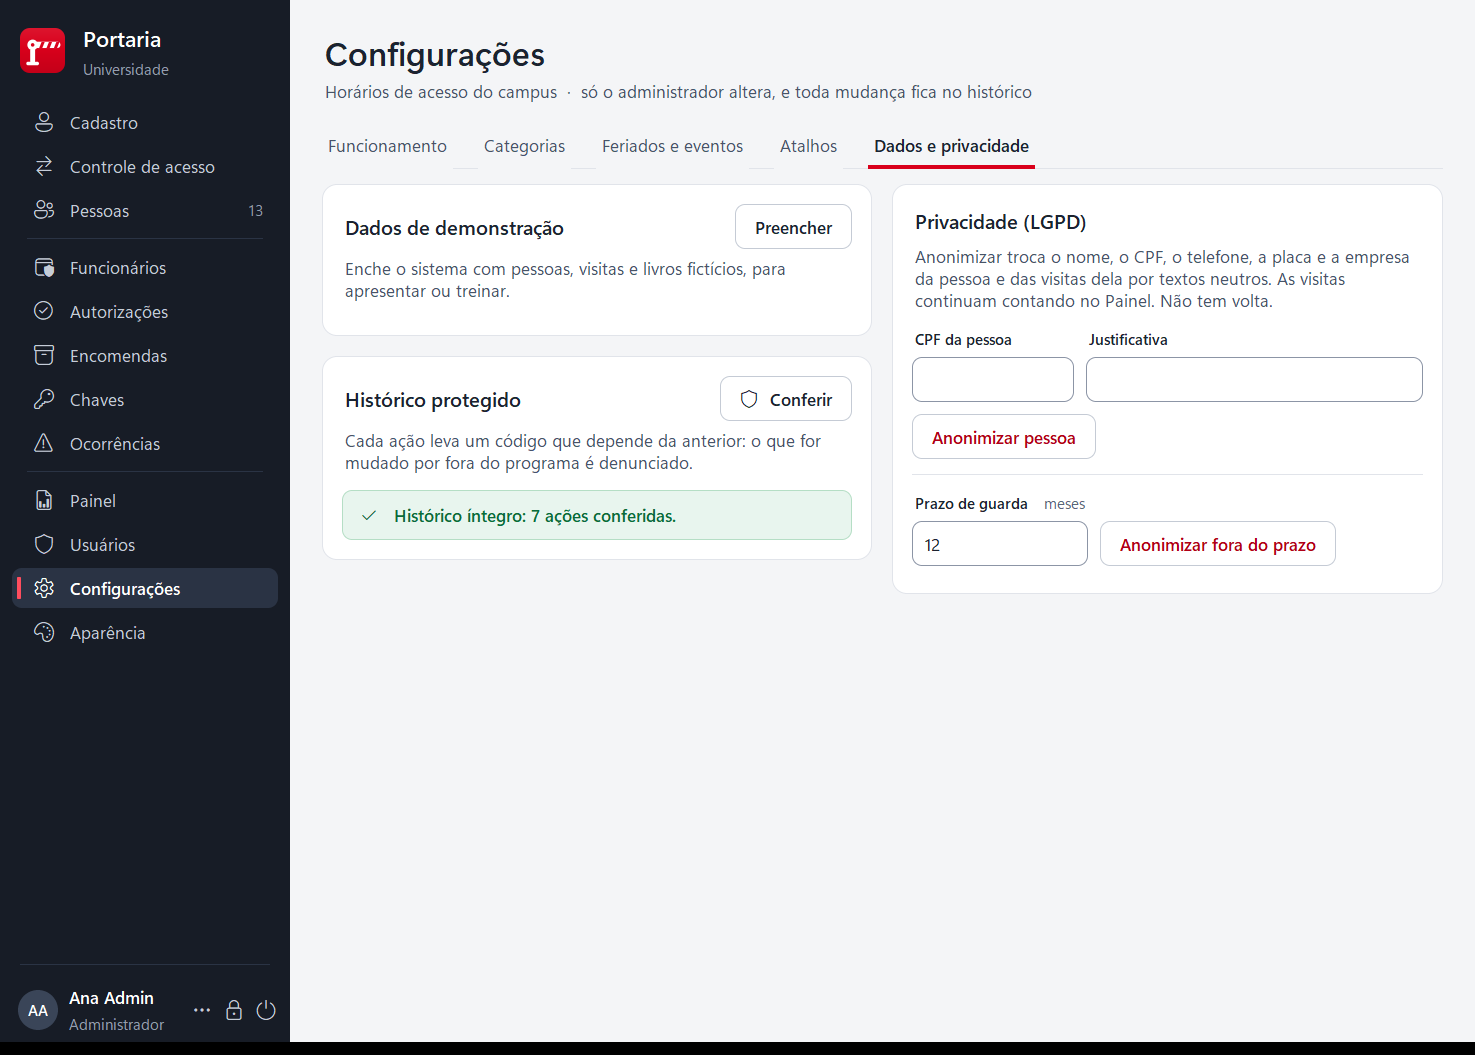 Portaria
Universidade
Cadastro
Controle de acesso
Pessoas 13
Funcionários
Autorizações
Encomendas
Chaves
Ocorrências
Painel
Usuários
Configurações
Aparência
AA
Ana Admin
Administrador
Configurações
Horários de acesso do campus · só o administrador altera, e toda mudança fica no histórico
Funcionamento Categorias Feriados e eventos Atalhos Dados e privacidade
Dados de demonstração
Preencher
Enche o sistema com pessoas, visitas e livros fictícios, para
apresentar ou treinar.
Histórico protegido
Conferir
Cada ação leva um código que depende da anterior: o que for
mudado por fora do programa é denunciado.
Histórico íntegro: 7 ações conferidas.
Privacidade (LGPD)
Anonimizar troca o nome, o CPF, o telefone, a placa e a empresa
da pessoa e das visitas dela por textos neutros. As visitas
continuam contando no Painel. Não tem volta.
CPF da pessoa Justificativa
Anonimizar pessoa
Prazo de guarda meses
12 Anonimizar fora do prazo